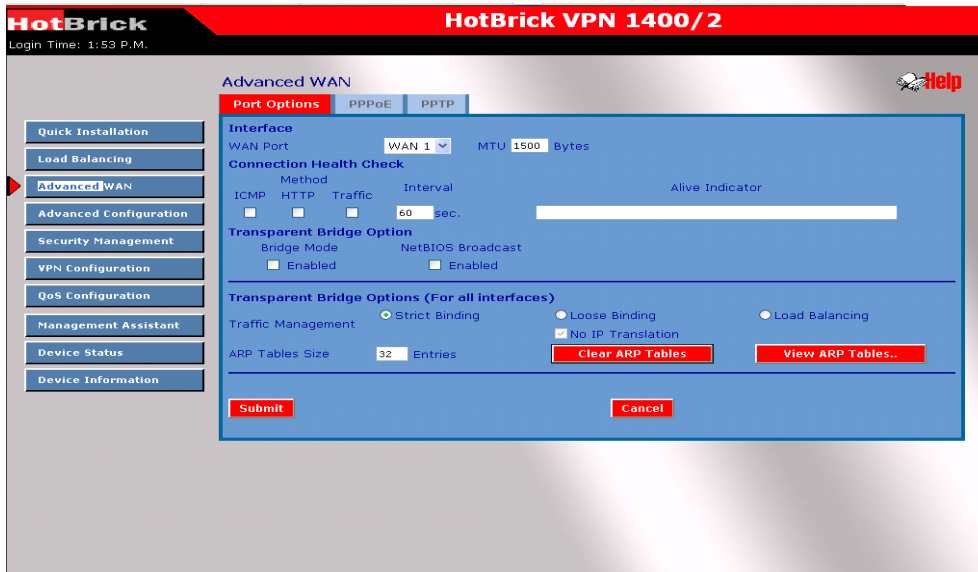 HotBrick
HotBrick VPN 1400/2
Login Time: 1:53 P.M.
Advanced WAN
Help
Port Options PPPoE PPTP
Quick Installation
Load Balancing
Advanced WAN
Advanced Configuration
Security Management
VPN Configuration
QoS Configuration
Management Assistant
Device Status
Device Information
Interface
WAN Port WAN 1 MTU 1500 Bytes
Connection Health Check
Method
ICMP HTTP Traffic Interval Alive Indicator
60 sec.
Transparent Bridge Option
Bridge Mode NetBIOS Broadcast
Enabled Enabled
Transparent Bridge Options (For all interfaces)
Traffic Management Strict Binding Loose Binding Load Balancing
No IP Translation
ARP Tables Size 32 Entries Clear ARP Tables View ARP Tables..
Submit Cancel